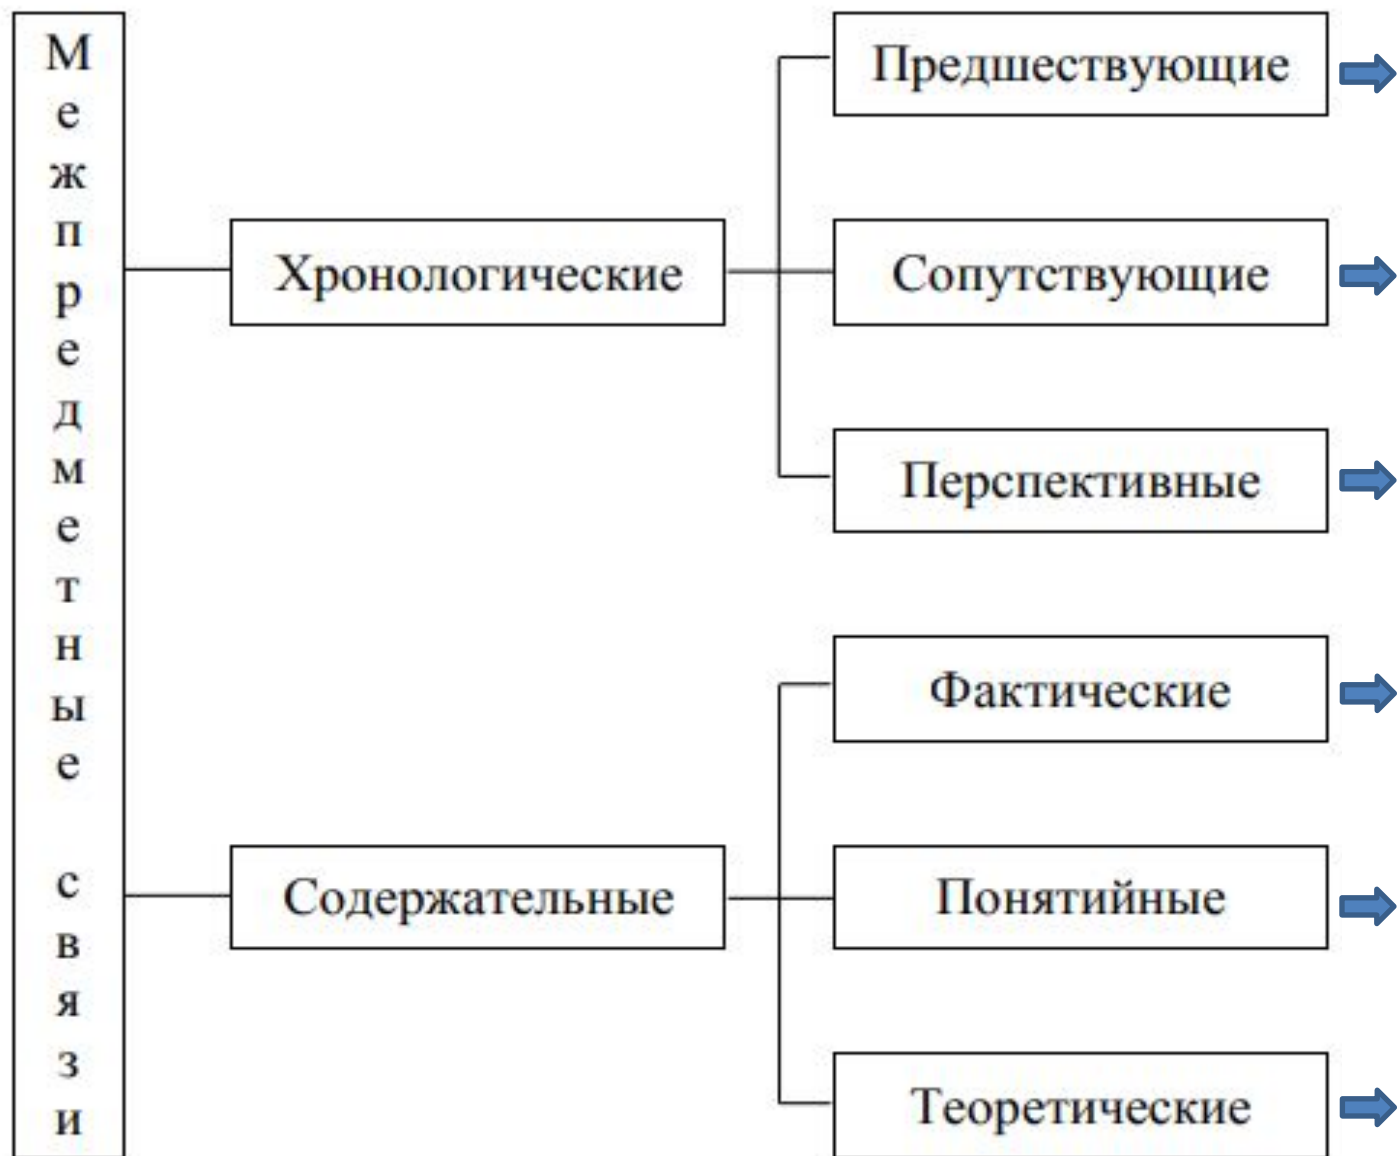 Межпредметные связи
Хронологические
Предшествующие
Сопутствующие
Перспективные
Содержательные
Фактические
Понятийные
Теоретические